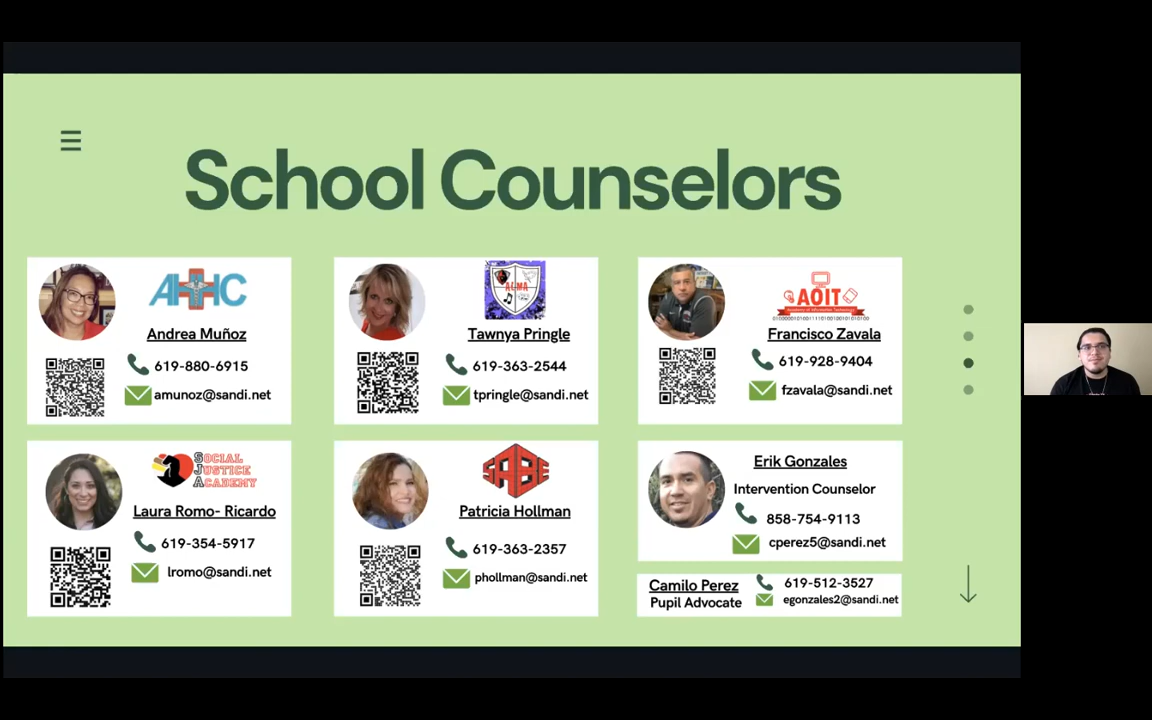 School Counselors
AHHC
Andrea Muñoz
619-880-6915
amunoz@sandi.net
ALMA
Tawnya Pringle
619-363-2544
tpringle@sandi.net
AOIT
Francisco Zavala
619-928-9404
fzavala@sandi.net
SOCIAL
JUSTICE
ACADEMY
SJA
Laura Romo- Ricardo
619-354-5917
lromo@sandi.net
SABE
Patricia Hollman
619-363-2357
phollman@sandi.net
Erik Gonzales
Intervention Counselor
858-754-9113
cperez5@sandi.net
Camilo Perez
Pupil Advocate
619-512-3527
egonzales2@sandi.net